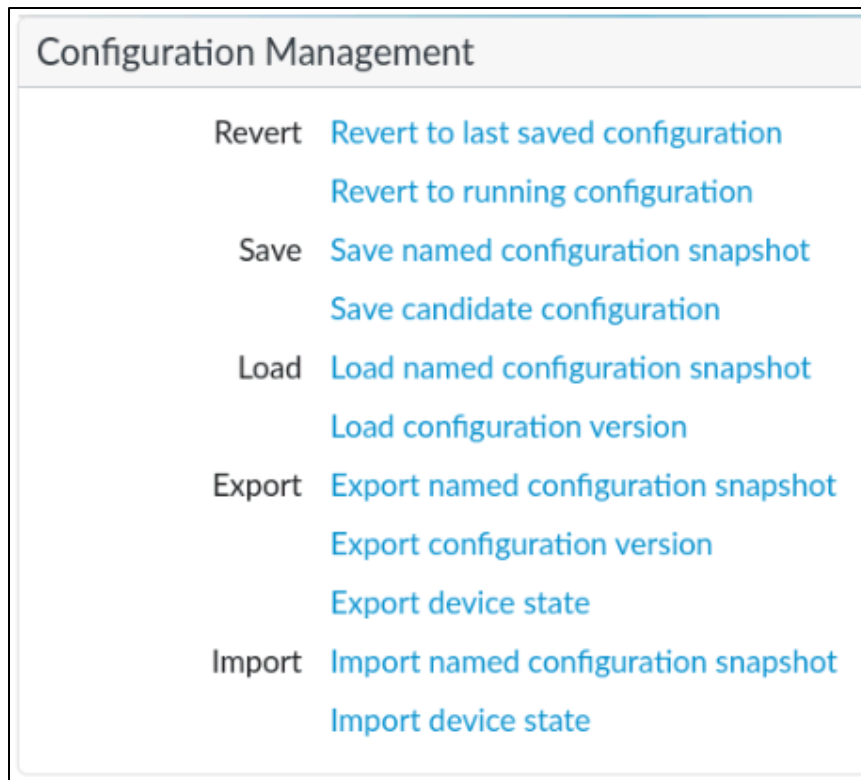 Configuration Management
Revert Revert to last saved configuration
Revert to running configuration
Save Save named configuration snapshot
Save candidate configuration
Load Load named configuration snapshot
Load configuration version
Export Export named configuration snapshot
Export configuration version
Export device state
Import Import named configuration snapshot
Import device state